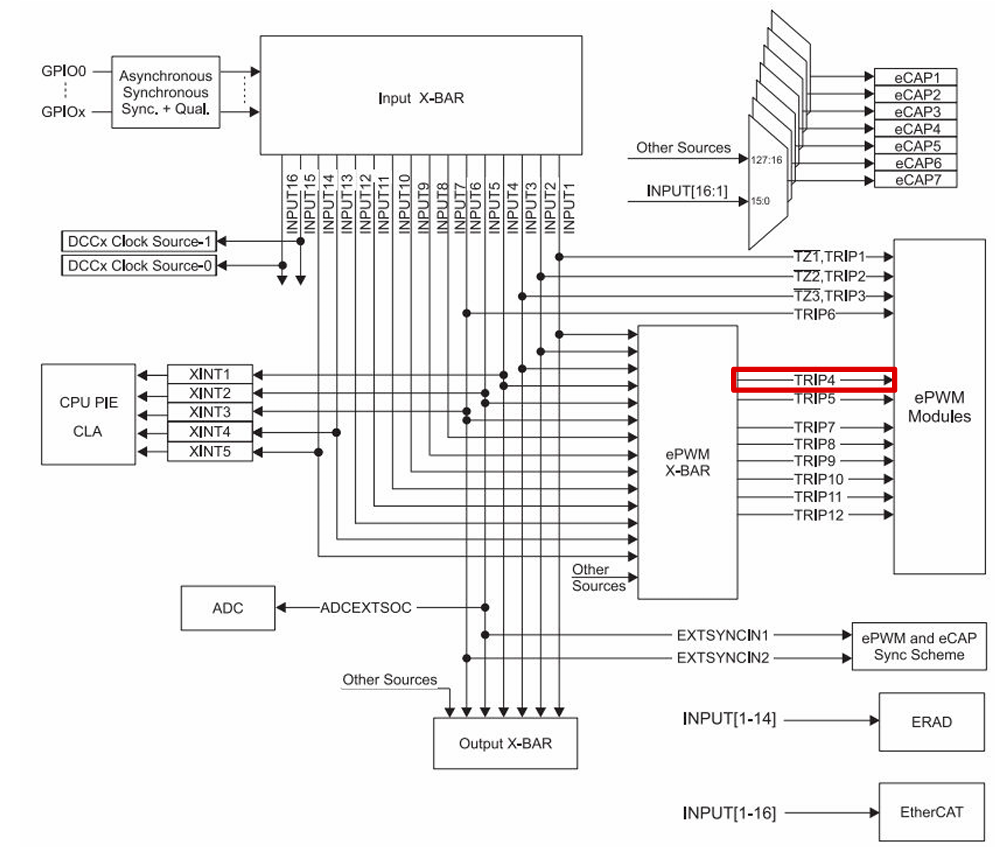 GPIO0
GPIOx
Asynchronous
Synchronous
Sync. + Qual.
Input X-BAR
Other Sources
INPUT[16:1]
127:16
15:0
eCAP1
eCAP2
eCAP3
eCAP4
eCAP5
eCAP6
eCAP7
INPUT16
INPUT15
INPUT14
INPUT13
INPUT12
INPUT11
INPUT10
INPUT9
INPUT8
INPUT7
INPUT6
INPUT5
INPUT4
INPUT3
INPUT2
INPUT1
DCCx Clock Source-1
DCCx Clock Source-0
TZ1,TRIP1
TZ2,TRIP2
TZ3,TRIP3
TRIP6
CPU PIE
CLA
XINT1
XINT2
XINT3
XINT4
XINT5
ePWM
X-BAR
Other
Sources
TRIP4
TRIP5
TRIP7
TRIP8
TRIP9
TRIP10
TRIP11
TRIP12
ePWM
Modules
ADC
ADCEXTSOC
EXTSYNCIN1
EXTSYNCIN2
ePWM and eCAP
Sync Scheme
Other Sources
Output X-BAR
INPUT[1-14]
ERAD
INPUT[1-16]
EtherCAT